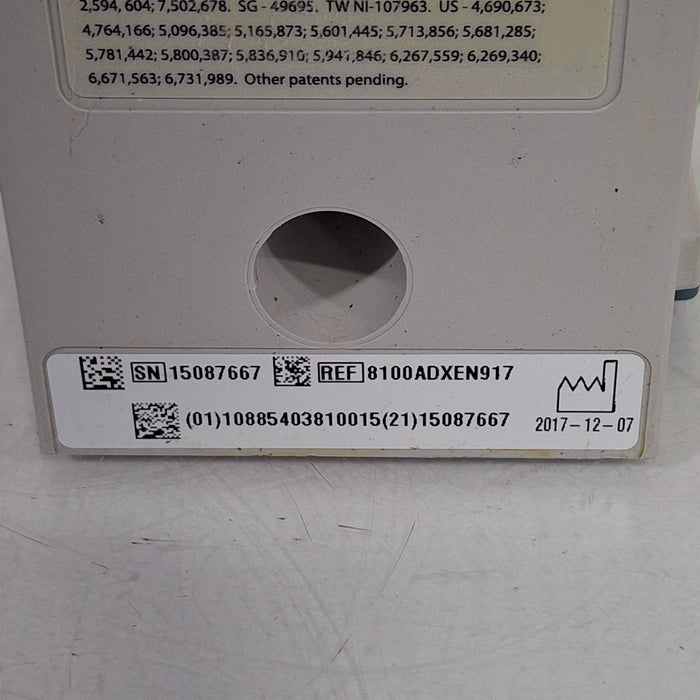 2,594, 604; 7,502,678. SG - 49695. TW NI-107963. US - 4,690,673;
4,764,166; 5,096,385; 5,165,873; 5,601,445; 5,713,856; 5,681,285;
5,781,442; 5,800,387; 5,836,910; 5,941,846; 6,267,559; 6,269,340;
6,671,563; 6,731,989. Other patents pending.
SN 15087667 REF 8100ADXEN917
(01)10885403810015(21)15087667 2017-12-07